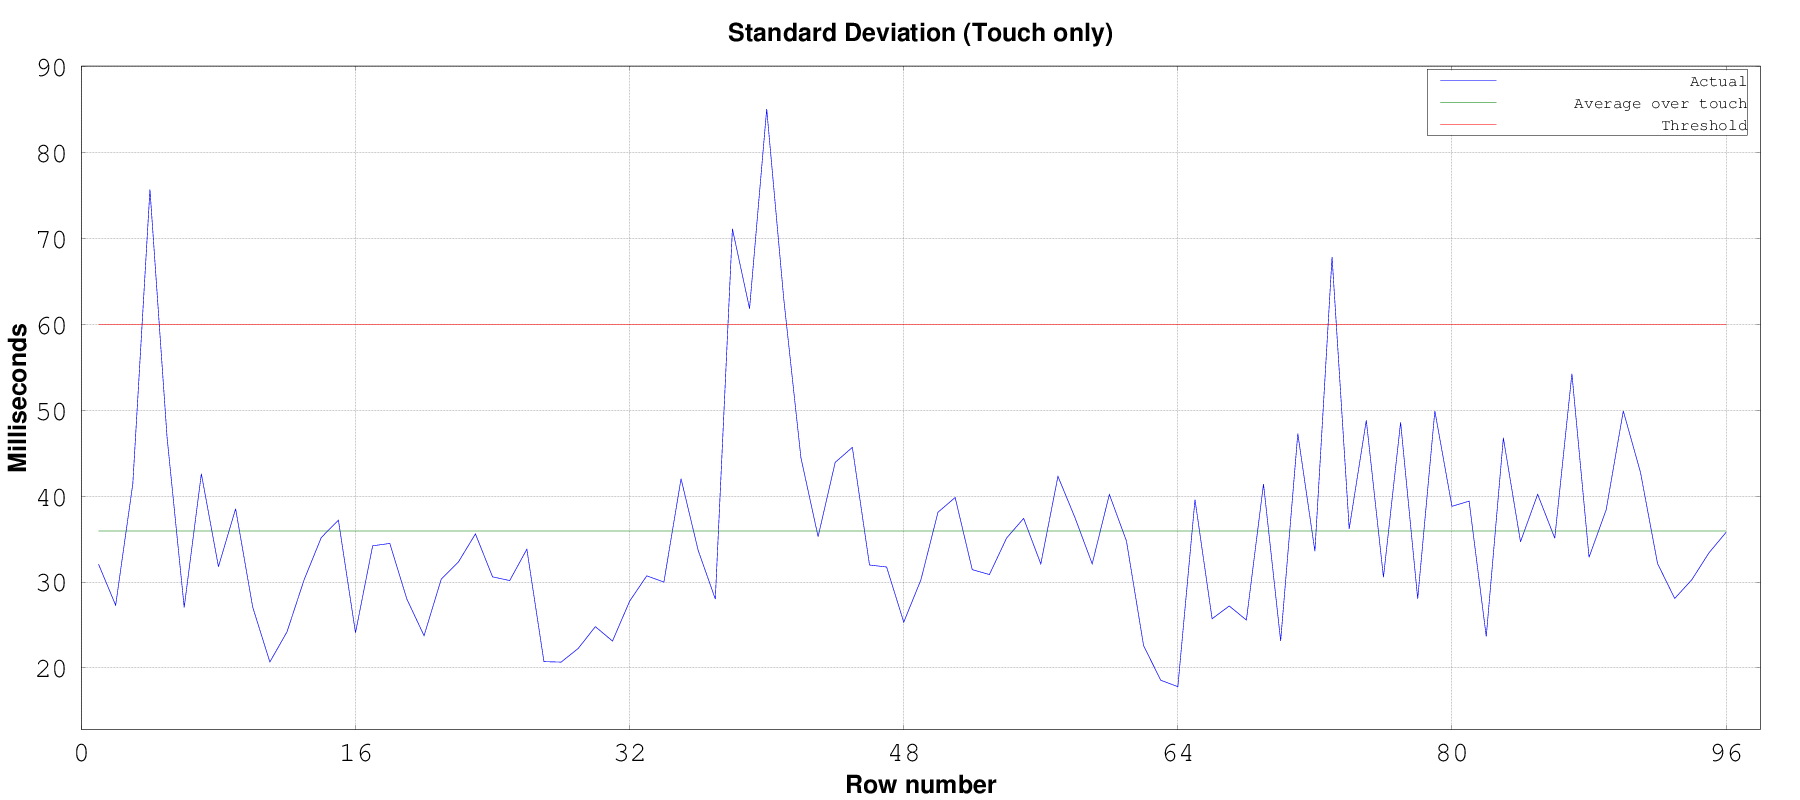 Standard Deviation (Touch only)
Actual
Average over touch
Threshold
90
80
70
60
50
40
30
20
Milliseconds
0 16 32 48 64 80 96
Row number